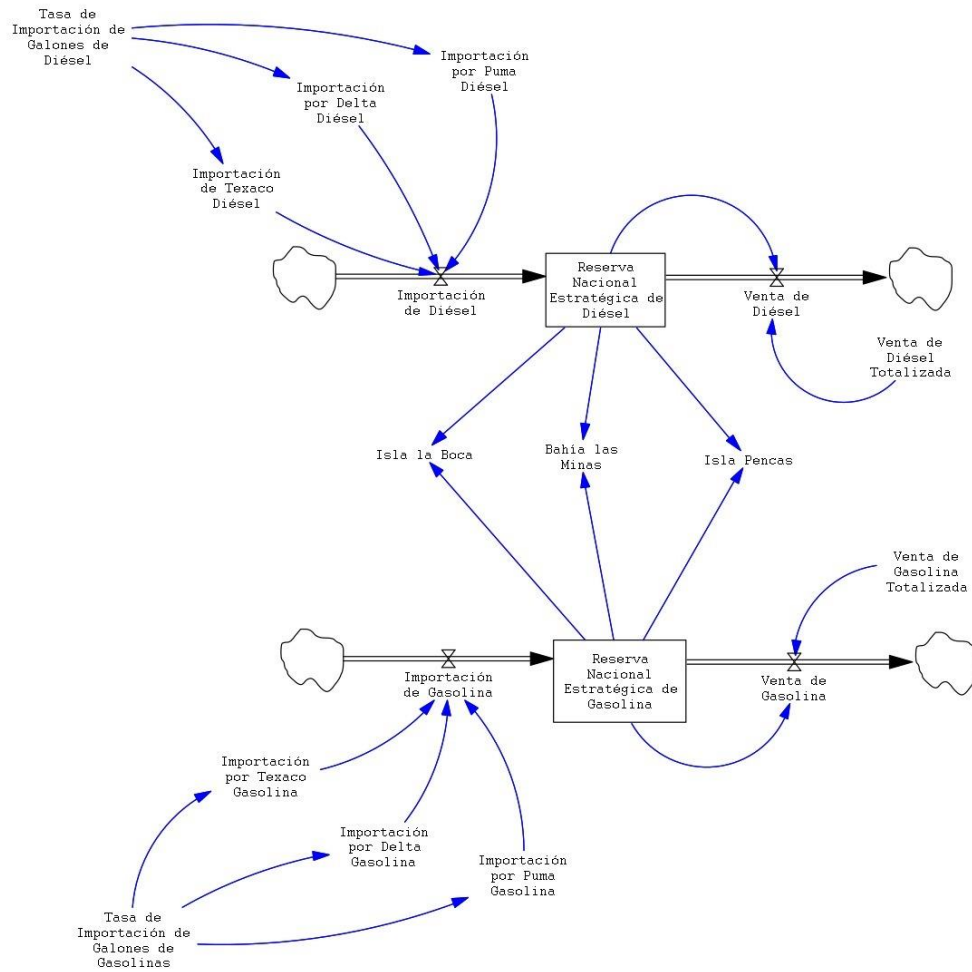 Tasa de
Importación de
Galones de
Diésel
Importación
por Puma
Diésel
Importación
por Delta
Diésel
Importación
de Texaco
Diésel
Importación
de Diésel
Reserva
Nacional
Estratégica de
Diésel
Venta de
Diésel
Venta de
Diésel
Totalizada
Isla la Boca
Bahía las
Minas
Isla Pencas
Venta de
Gasolina
Totalizada
Importación
de Gasolina
Reserva
Nacional
Estratégica de
Gasolina
Venta de
Gasolina
Importación
por Texaco
Gasolina
Importación
por Delta
Gasolina
Importación
por Puma
Gasolina
Tasa de
Importación de
Galones de
Gasolinas